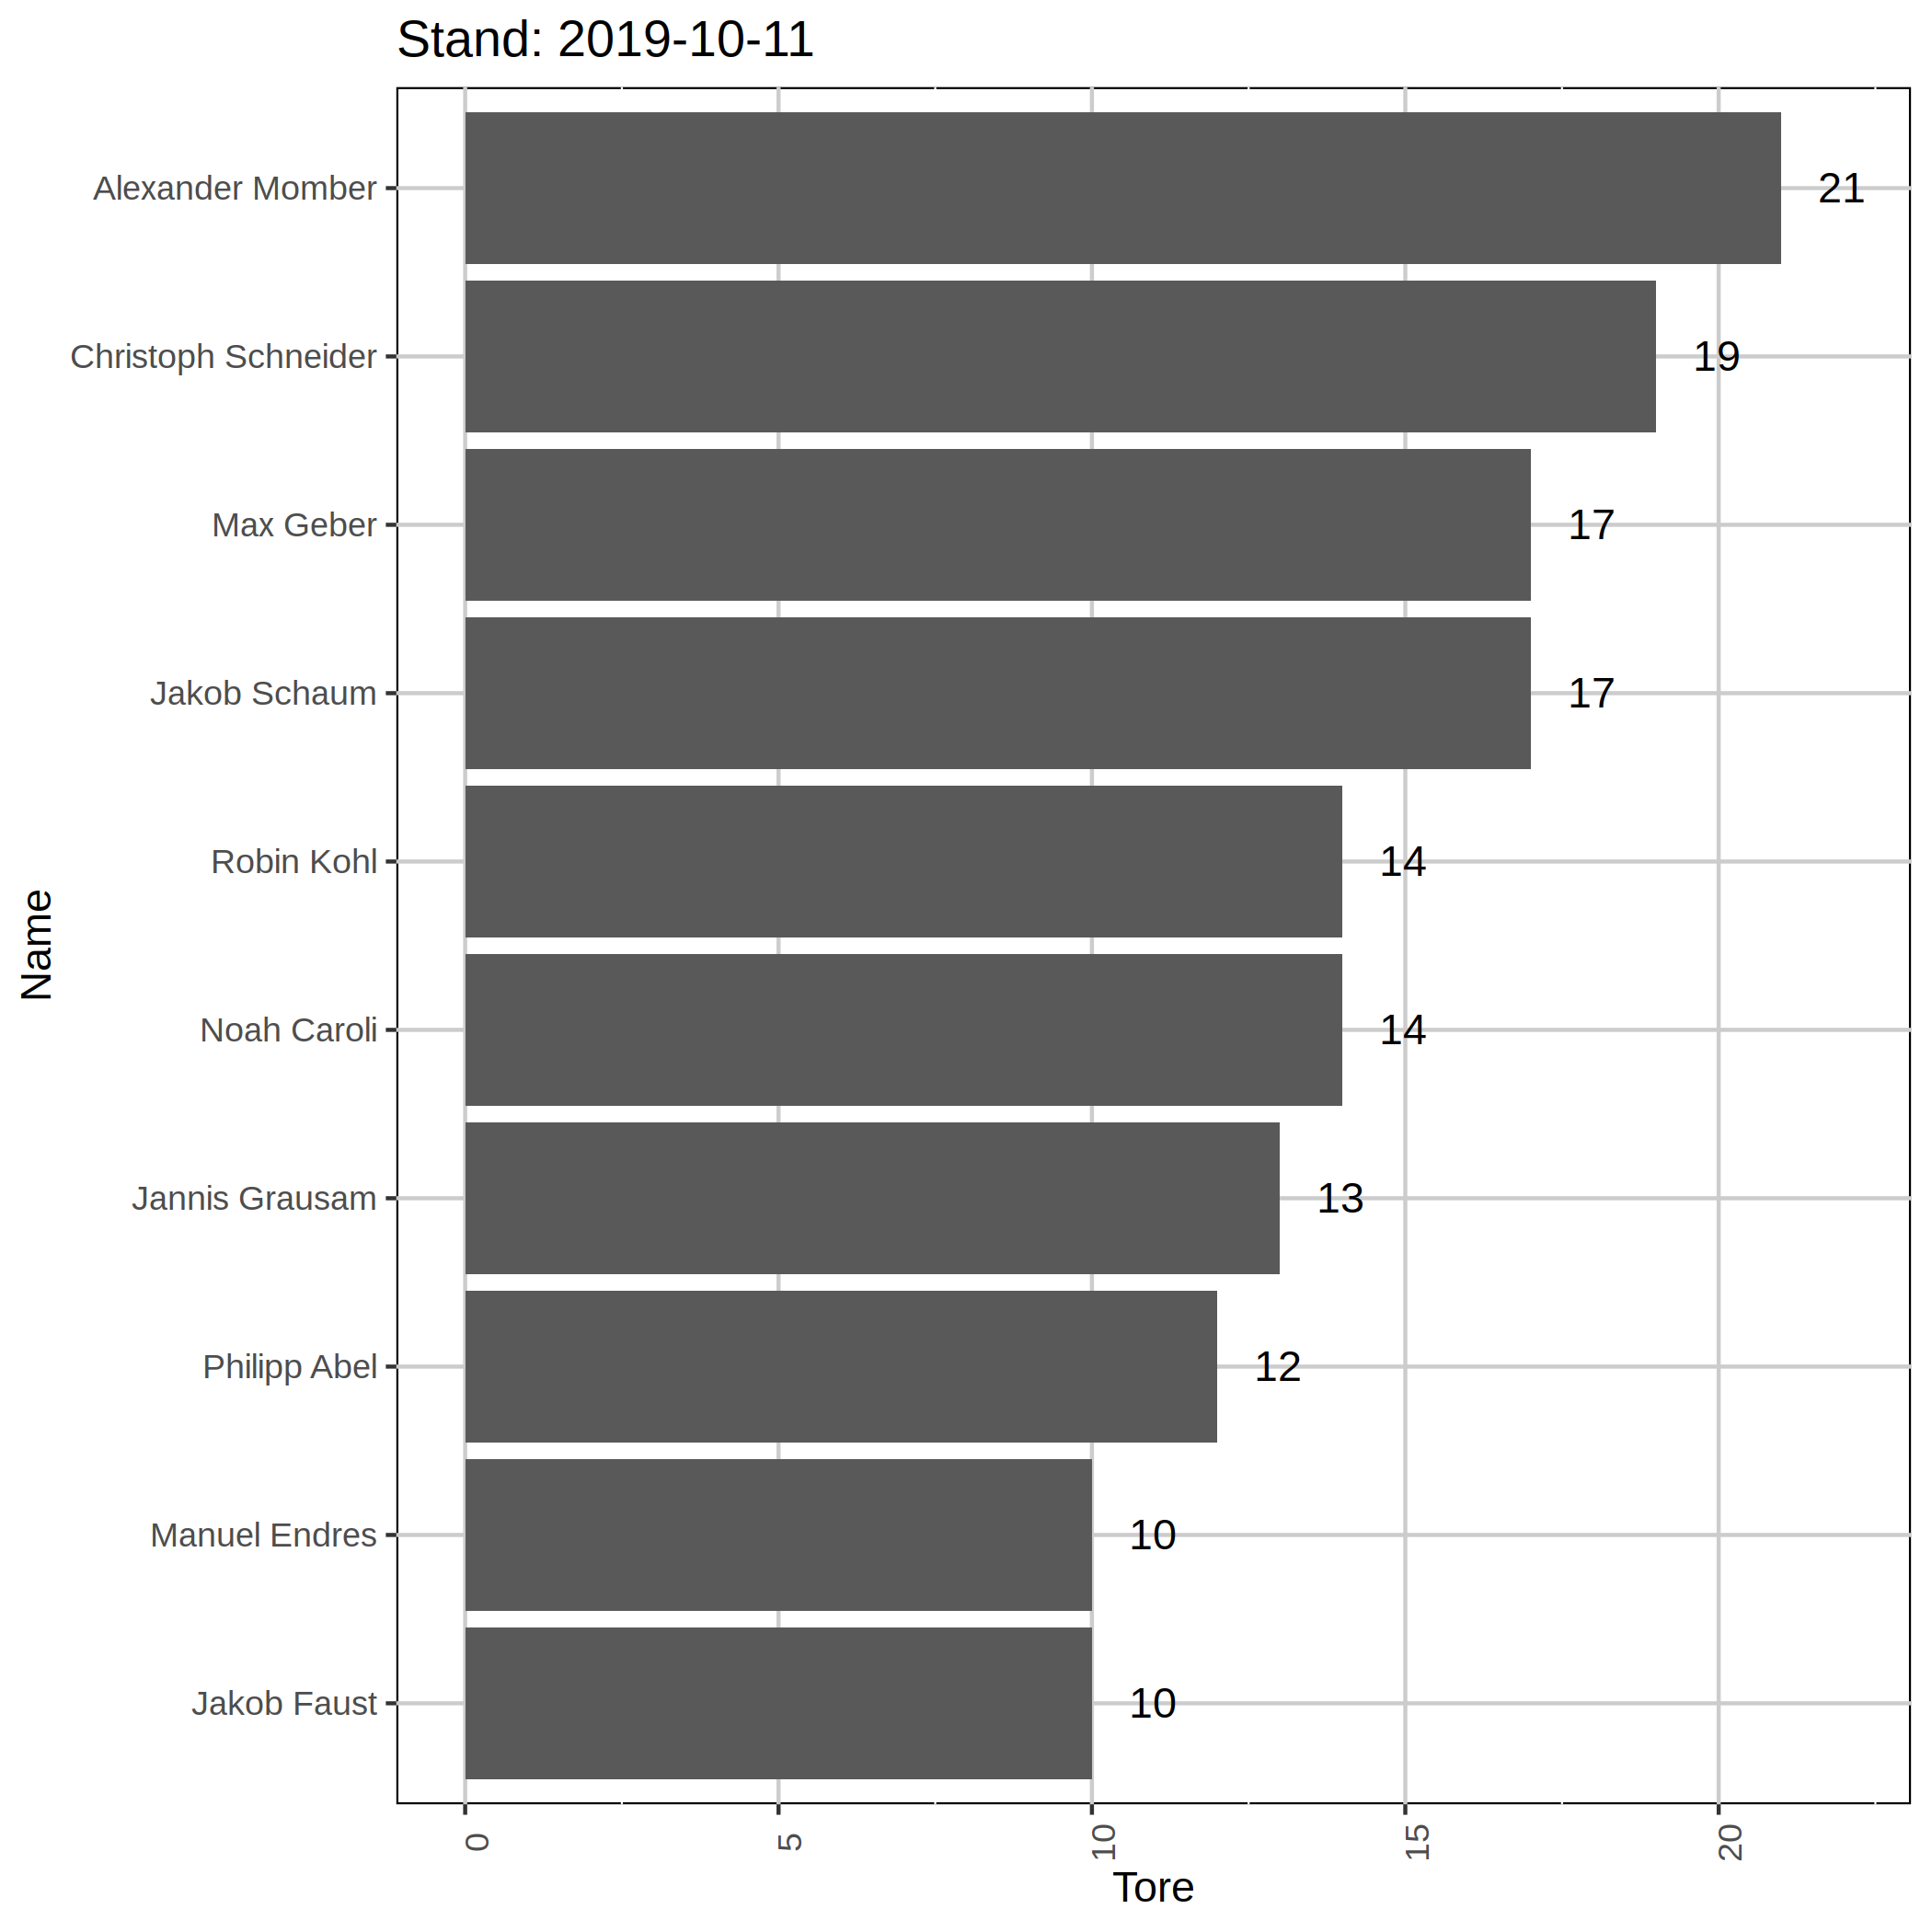 Stand: 2019-10-11
Alexander Momber 21
Christoph Schneider 19
Max Geber 17
Jakob Schaum 17
Robin Kohl 14
Noah Caroli 14
Jannis Grausam 13
Philipp Abel 12
Manuel Endres 10
Jakob Faust 10
Name
0 5 10 15 20
Tore